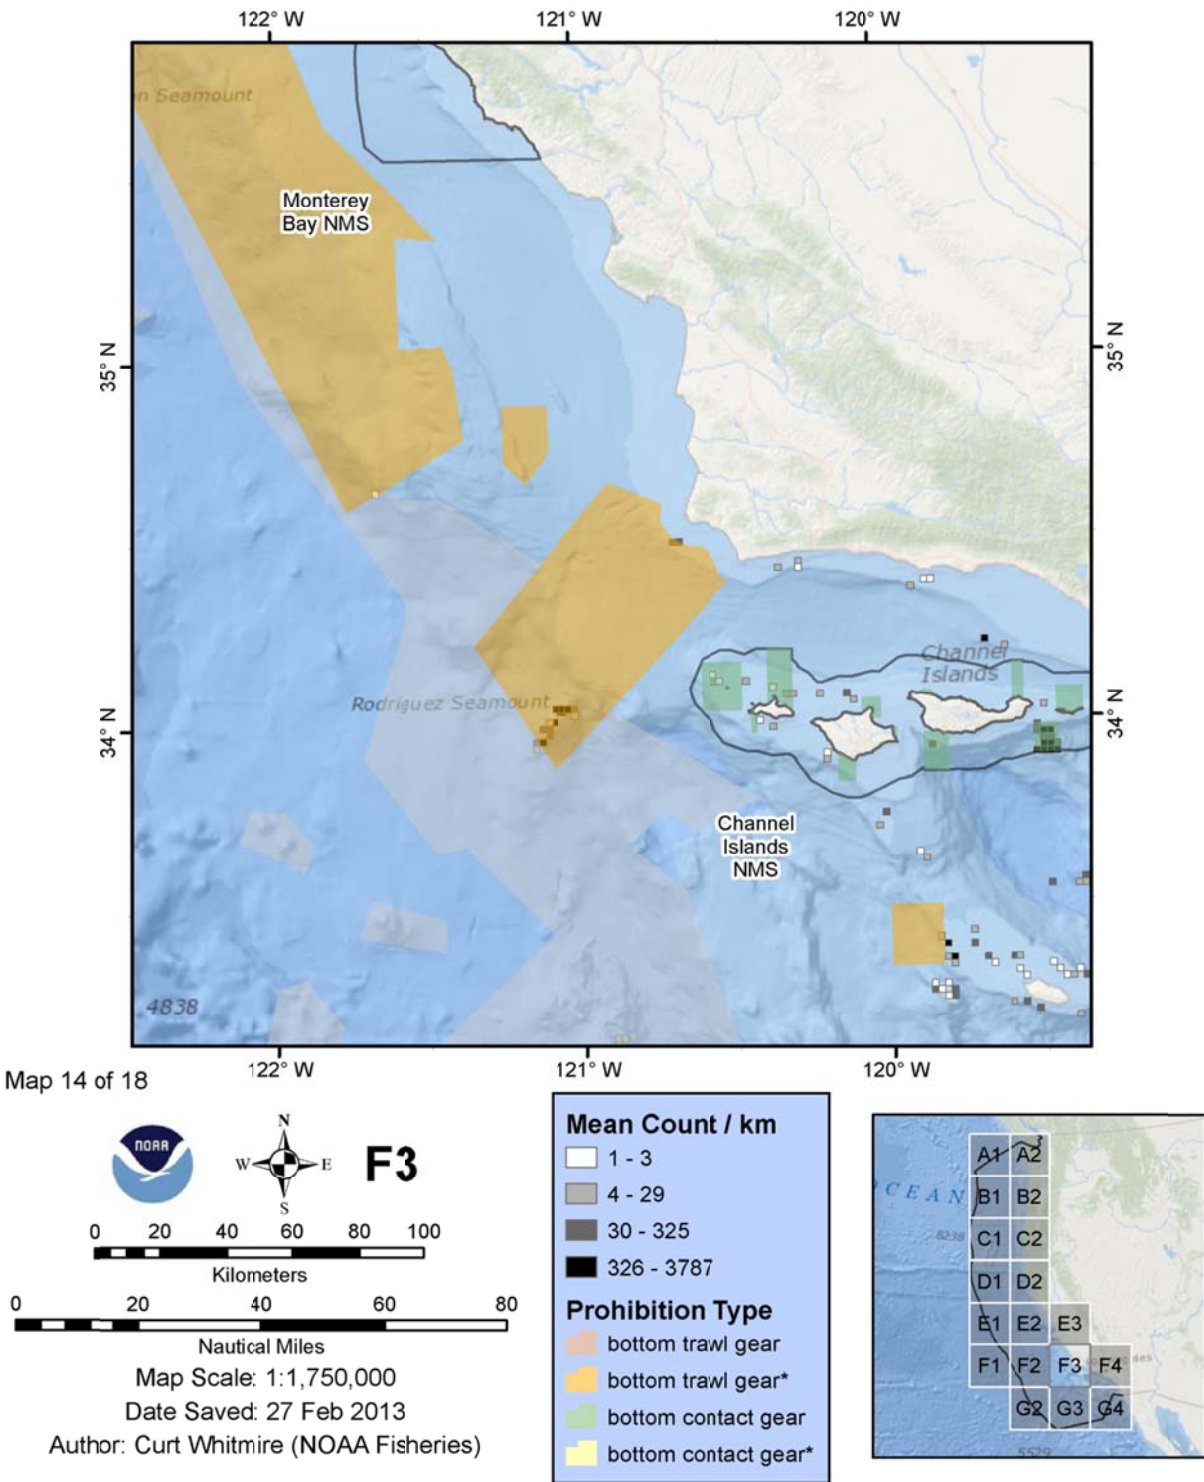 122° W
121° W
120° W
on Seamount
Monterey
Bay NMS
35° N
35° N
Channel
Islands
Rodriguez Seamount
34° N
34° N
Channel
Islands
NMS
4838
122° W
121° W
120° W
Map 14 of 18
NOAA
N
W
E
S
F3
0 20 40 60 80 100
Kilometers
0 20 40 60 80
Nautical Miles
Map Scale: 1:1,750,000
Date Saved: 27 Feb 2013
Author: Curt Whitmire (NOAA Fisheries)
Mean Count / km
1 - 3
4 - 29
30 - 325
326 - 3787
Prohibition Type
bottom trawl gear
bottom trawl gear*
bottom contact gear
bottom contact gear*
A1 A2
OCEAN
B1 B2
8238
C1 C2
D1 D2
E1 E2 E3
F1 F2 F3 F4
G2 G3 G4
5529